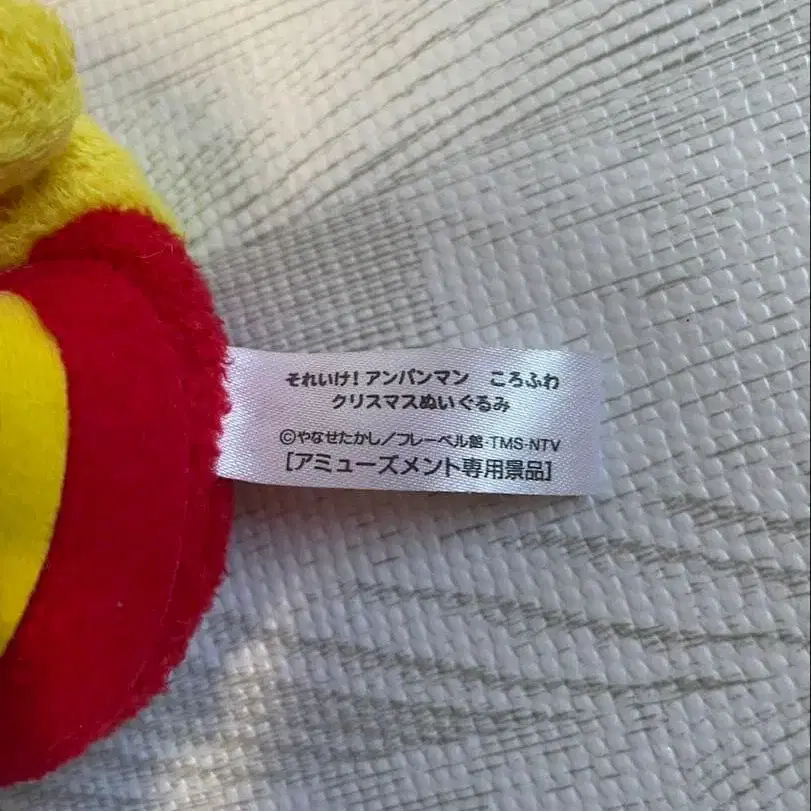 それいけ!アンパンマン ころふわ
クリスマスぬいぐるみ
©やなせたかし/フレーベル館・TMS・NTV
[アミューズメント専用景品]